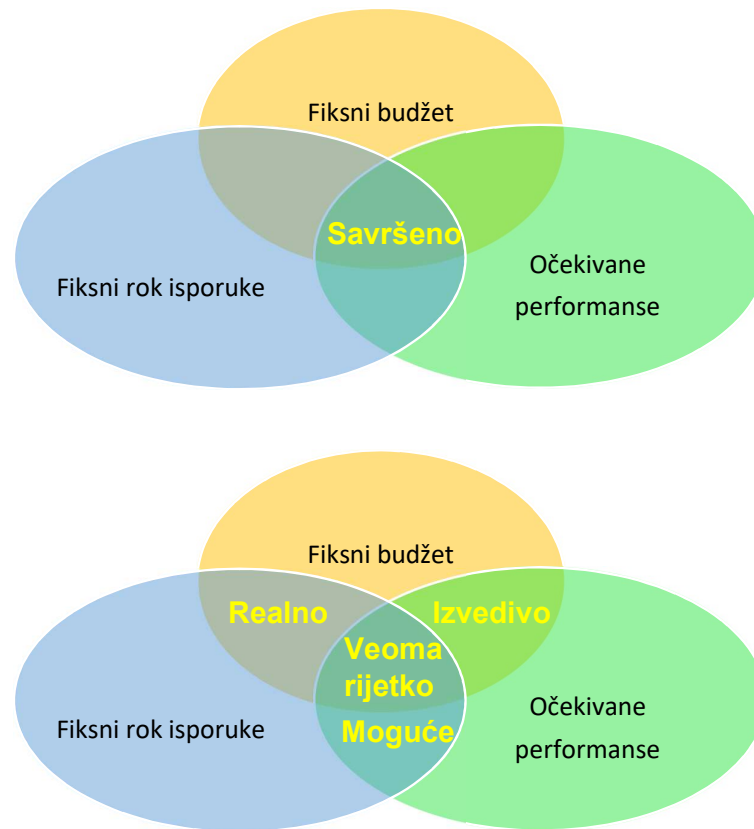 Fiksni budžet
Savršeno
Fiksni rok isporuke
Očekivane
performanse
Fiksni budžet
Realno
Izvedivo
Veoma
rijetko
Fiksni rok isporuke
Moguće
Očekivane
performanse